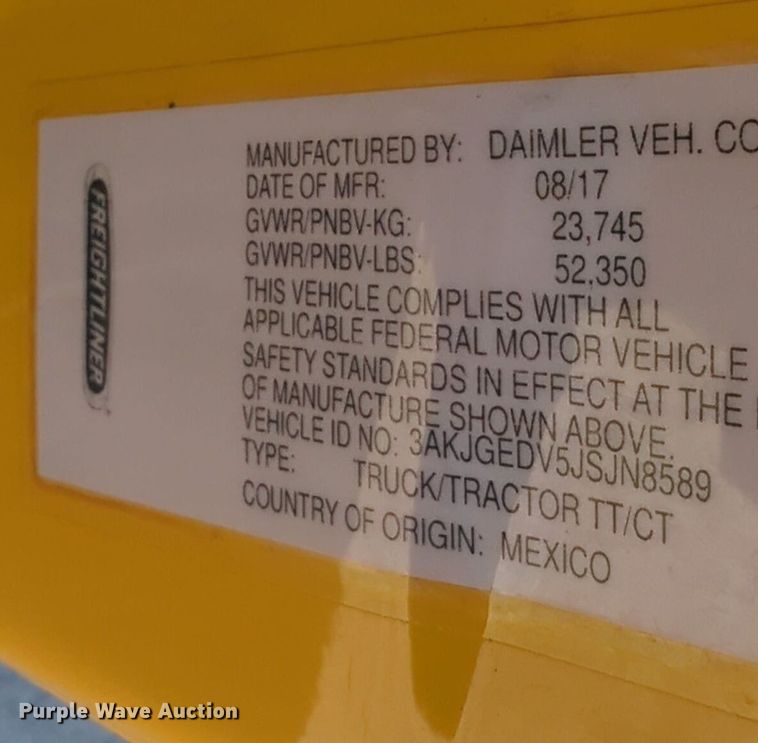 FREIGHTLINER
MANUFACTURED BY: DAIMLER VEH. CO
DATE OF MFR: 08/17
GVWR/PNBV-KG: 23,745
GVWR/PNBV-LBS: 52,350
THIS VEHICLE COMPLIES WITH ALL
APPLICABLE FEDERAL MOTOR VEHICLE
SAFETY STANDARDS IN EFFECT AT THE
OF MANUFACTURE SHOWN ABOVE.
VEHICLE ID NO: 3AKJGEDV5JSJN8589
TYPE: TRUCK/TRACTOR TT/CT
COUNTRY OF ORIGIN: MEXICO
Purple Wave Auction